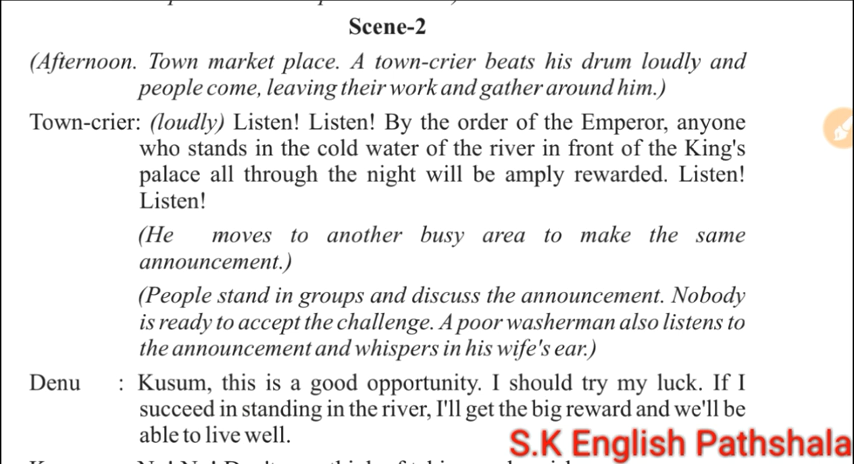 Scene-2
(Afternoon. Town market place. A town-crier beats his drum loudly and
people come, leaving their work and gather around him.)
Town-crier: (loudly) Listen! Listen! By the order of the Emperor, anyone
who stands in the cold water of the river in front of the King's
palace all through the night will be amply rewarded. Listen!
Listen!
(He moves to another busy area to make the same
announcement.)
(People stand in groups and discuss the announcement. Nobody
is ready to accept the challenge. A poor washerman also listens to
the announcement and whispers in his wife's ear.)
Denu : Kusum, this is a good opportunity. I should try my luck. If I
succeed in standing in the river, I'll get the big reward and we'll be
able to live well.
S.K English Pathshala